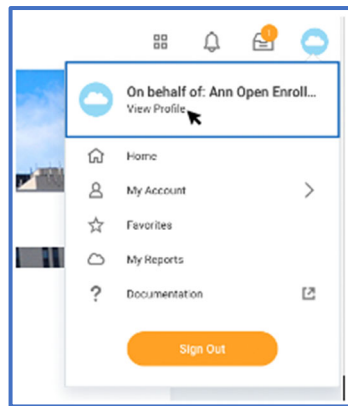 On behalf of: Ann Open Enroll...
View Profile
Home
My Account
Favorites
My Reports
Documentation
Sign Out